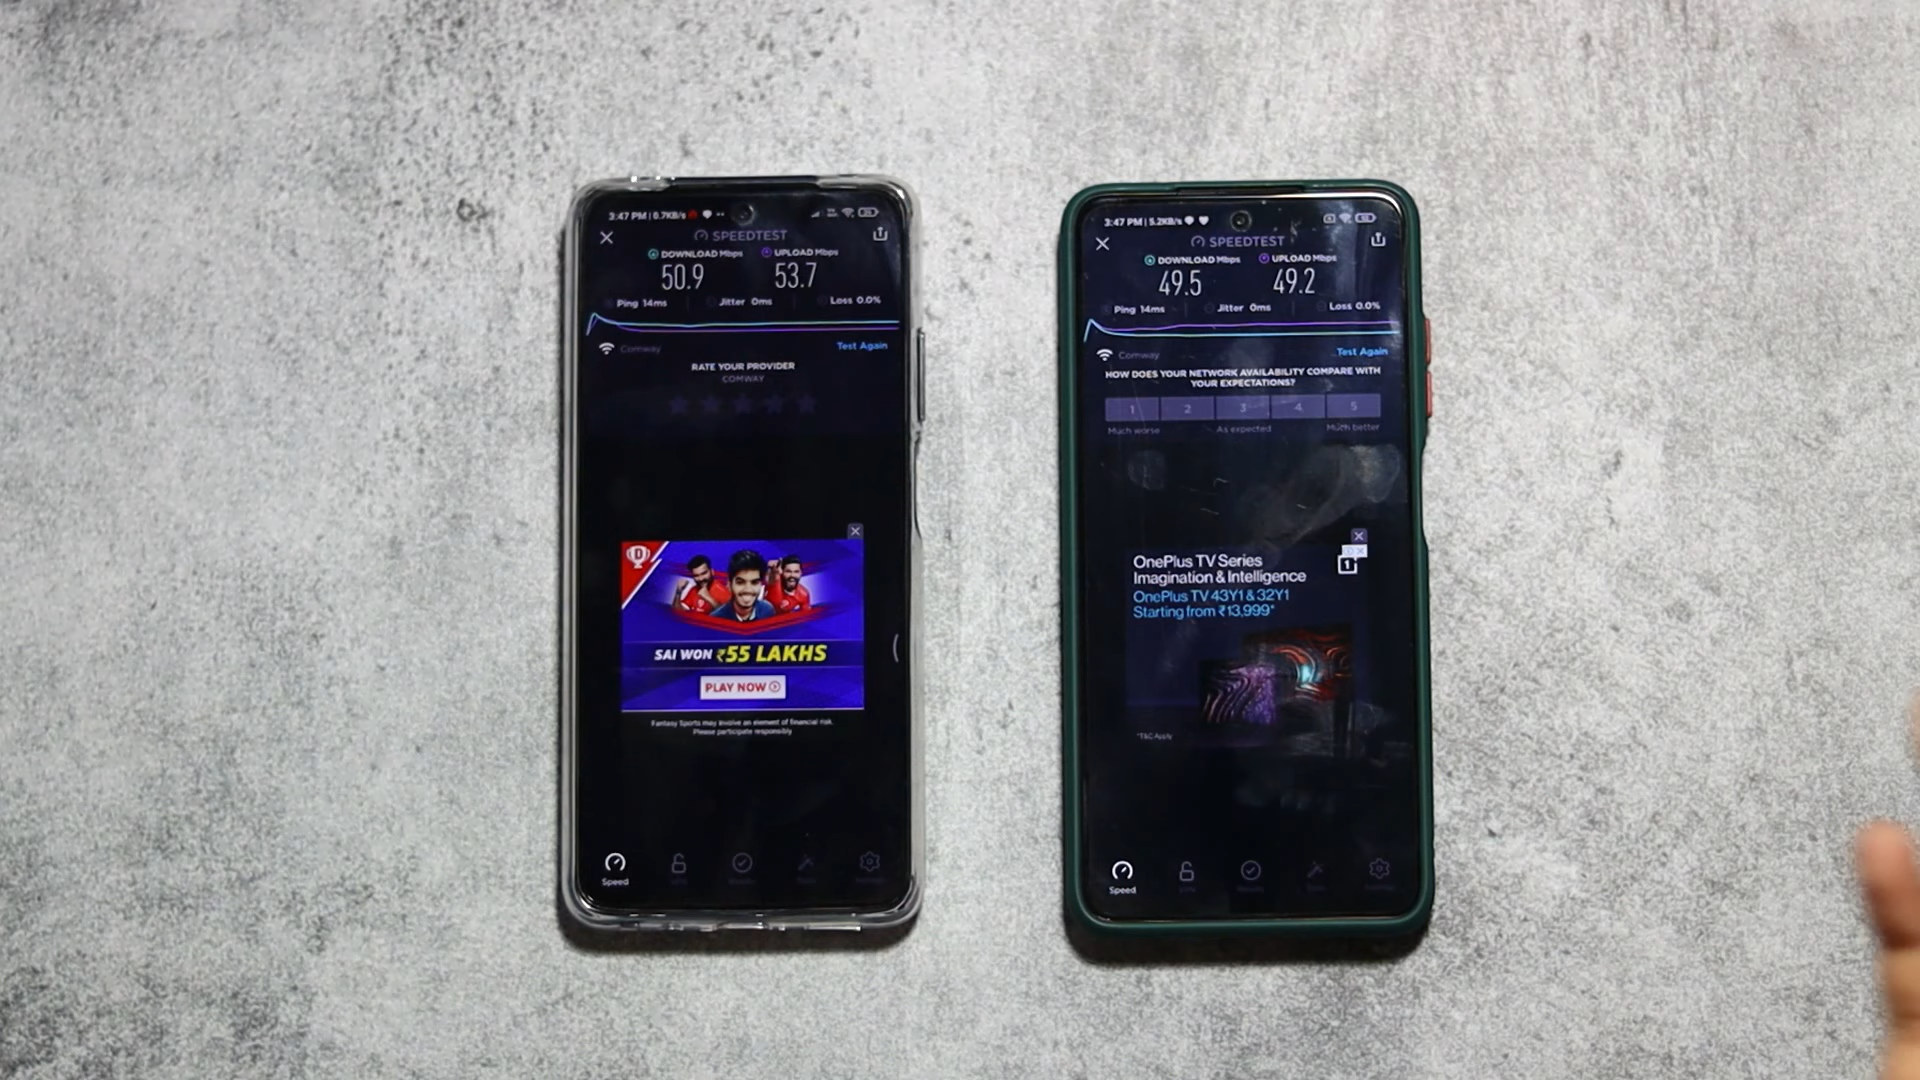 3:47 PM | 0.7KB/s
SPEEDTEST
DOWNLOAD Mbps UPLOAD Mbps
50.9 53.7
Ping 14ms Jitter 0ms Loss 0.0%
Comway Test Again
RATE YOUR PROVIDER
COMWAY
D
SAI WON ₹55 LAKHS
PLAY NOW
Fantasy Sports may involve an element of financial risk.
Please participate responsibly
Speed
3:47 PM | 5.2KB/s
SPEEDTEST
DOWNLOAD Mbps UPLOAD Mbps
49.5 49.2
Ping 14ms Jitter 0ms Loss 0.0%
Comway Test Again
HOW DOES YOUR NETWORK AVAILABILITY COMPARE WITH
YOUR EXPECTATIONS?
1 2 3 4 5
Much worse As expected Much better
OnePlus TV Series
Imagination & Intelligence
1
OnePlus TV 43Y1 & 32Y1
Starting from ₹13,999*
*T&C Apply
Speed